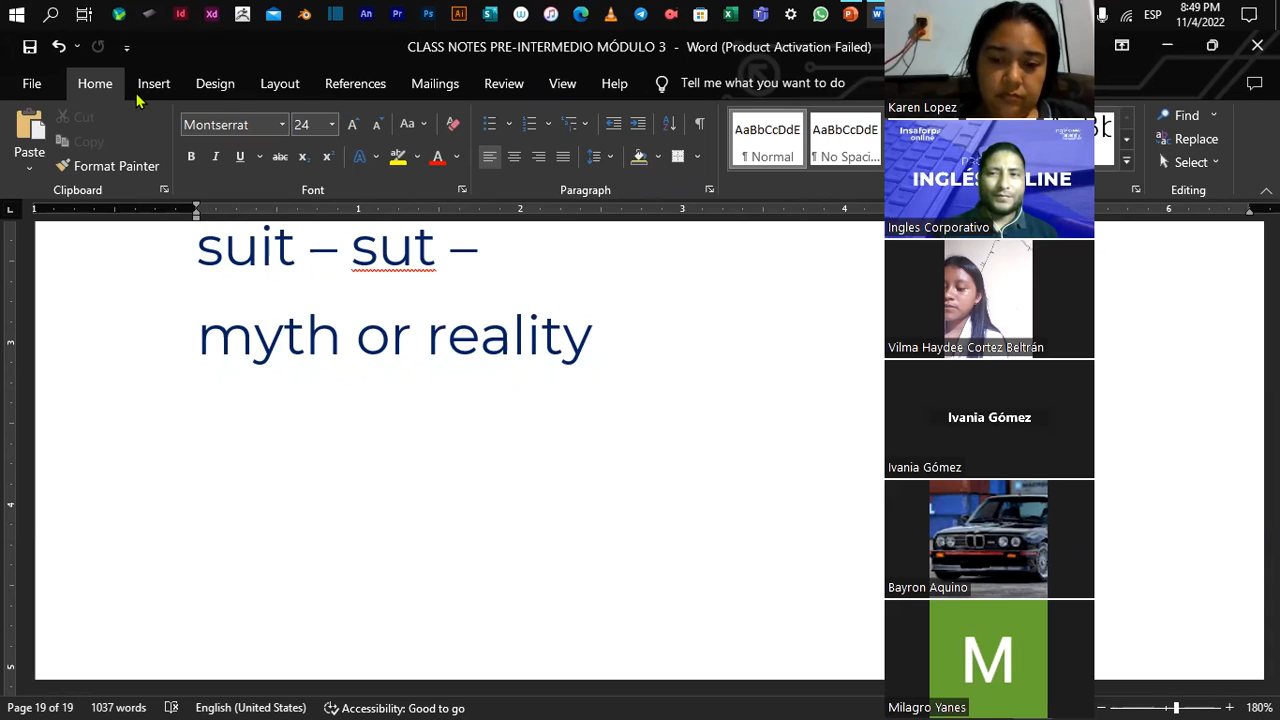 ESP
8:49 PM
11/4/2022
CLASS NOTES PRE-INTERMEDIO MÓDULO 3 - Word (Product Activation Failed)
File Home Insert Design Layout References Mailings Review View Help Tell me what you want to do
Paste
Cut
Copy
Format Painter
Clipboard
Montserrat 24
Font
Paragraph
AaBbCcDdE AaBbCcDdE
¶ Normal ¶ No Spaci...
Find
Replace
Select
Editing
suit – sut –
myth or reality
Karen Lopez
Insaforp
online
INGLÉS LINE
Ingles Corporativo
Vilma Haydee Cortez Beltrán
Ivania Gómez
Ivania Gómez
Bayron Aquino
M
Milagro Yanes
Page 19 of 19 1037 words English (United States) Accessibility: Good to go 180%